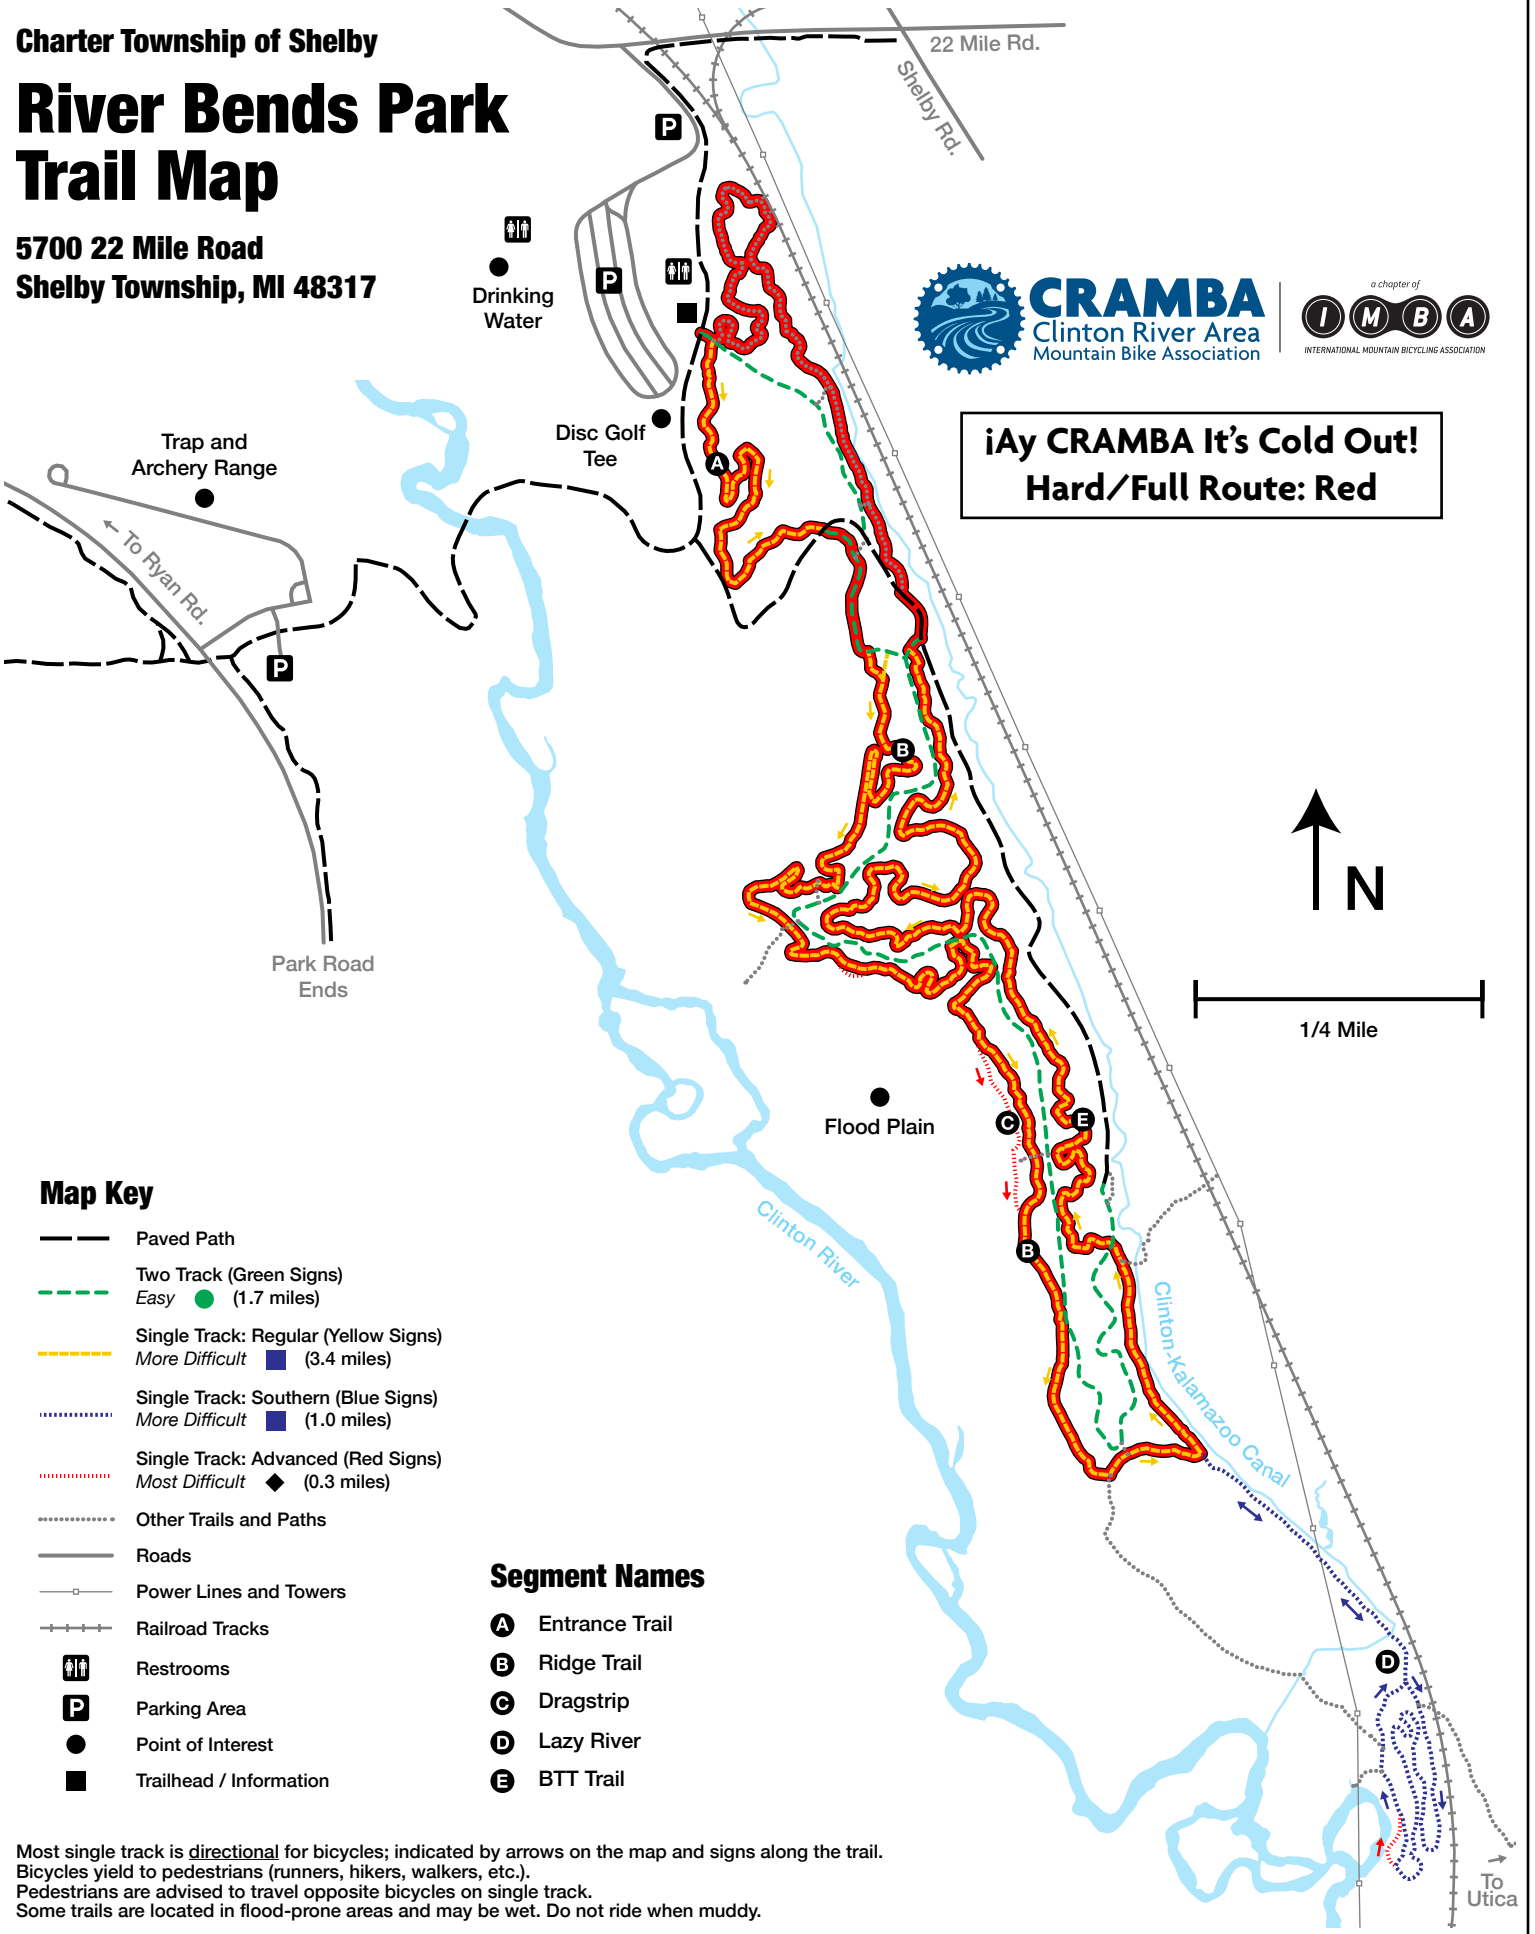 Charter Township of Shelby
River Bends Park
Trail Map
5700 22 Mile Road
Shelby Township, MI 48317
22 Mile Rd.
Shelby Rd.
P
Drinking
Water
P
CRAMBA
Clinton River Area
Mountain Bike Association
a chapter of
IMBA
INTERNATIONAL MOUNTAIN BICYCLING ASSOCIATION
¡Ay CRAMBA It's Cold Out!
Hard/Full Route: Red
Trap and
Archery Range
Disc Golf
Tee
A
To Ryan Rd.
P
B
N
Park Road
Ends
1/4 Mile
Flood Plain
C
E
B
Clinton River
Clinton-Kalamazoo Canal
D
To
Utica
Map Key
Paved Path
Two Track (Green Signs)
Easy (1.7 miles)
Single Track: Regular (Yellow Signs)
More Difficult (3.4 miles)
Single Track: Southern (Blue Signs)
More Difficult (1.0 miles)
Single Track: Advanced (Red Signs)
Most Difficult (0.3 miles)
Other Trails and Paths
Roads
Power Lines and Towers
Railroad Tracks
Restrooms
P Parking Area
Point of Interest
Trailhead / Information
Segment Names
A Entrance Trail
B Ridge Trail
C Dragstrip
D Lazy River
E BTT Trail
Most single track is directional for bicycles; indicated by arrows on the map and signs along the trail.
Bicycles yield to pedestrians (runners, hikers, walkers, etc.).
Pedestrians are advised to travel opposite bicycles on single track.
Some trails are located in flood-prone areas and may be wet. Do not ride when muddy.